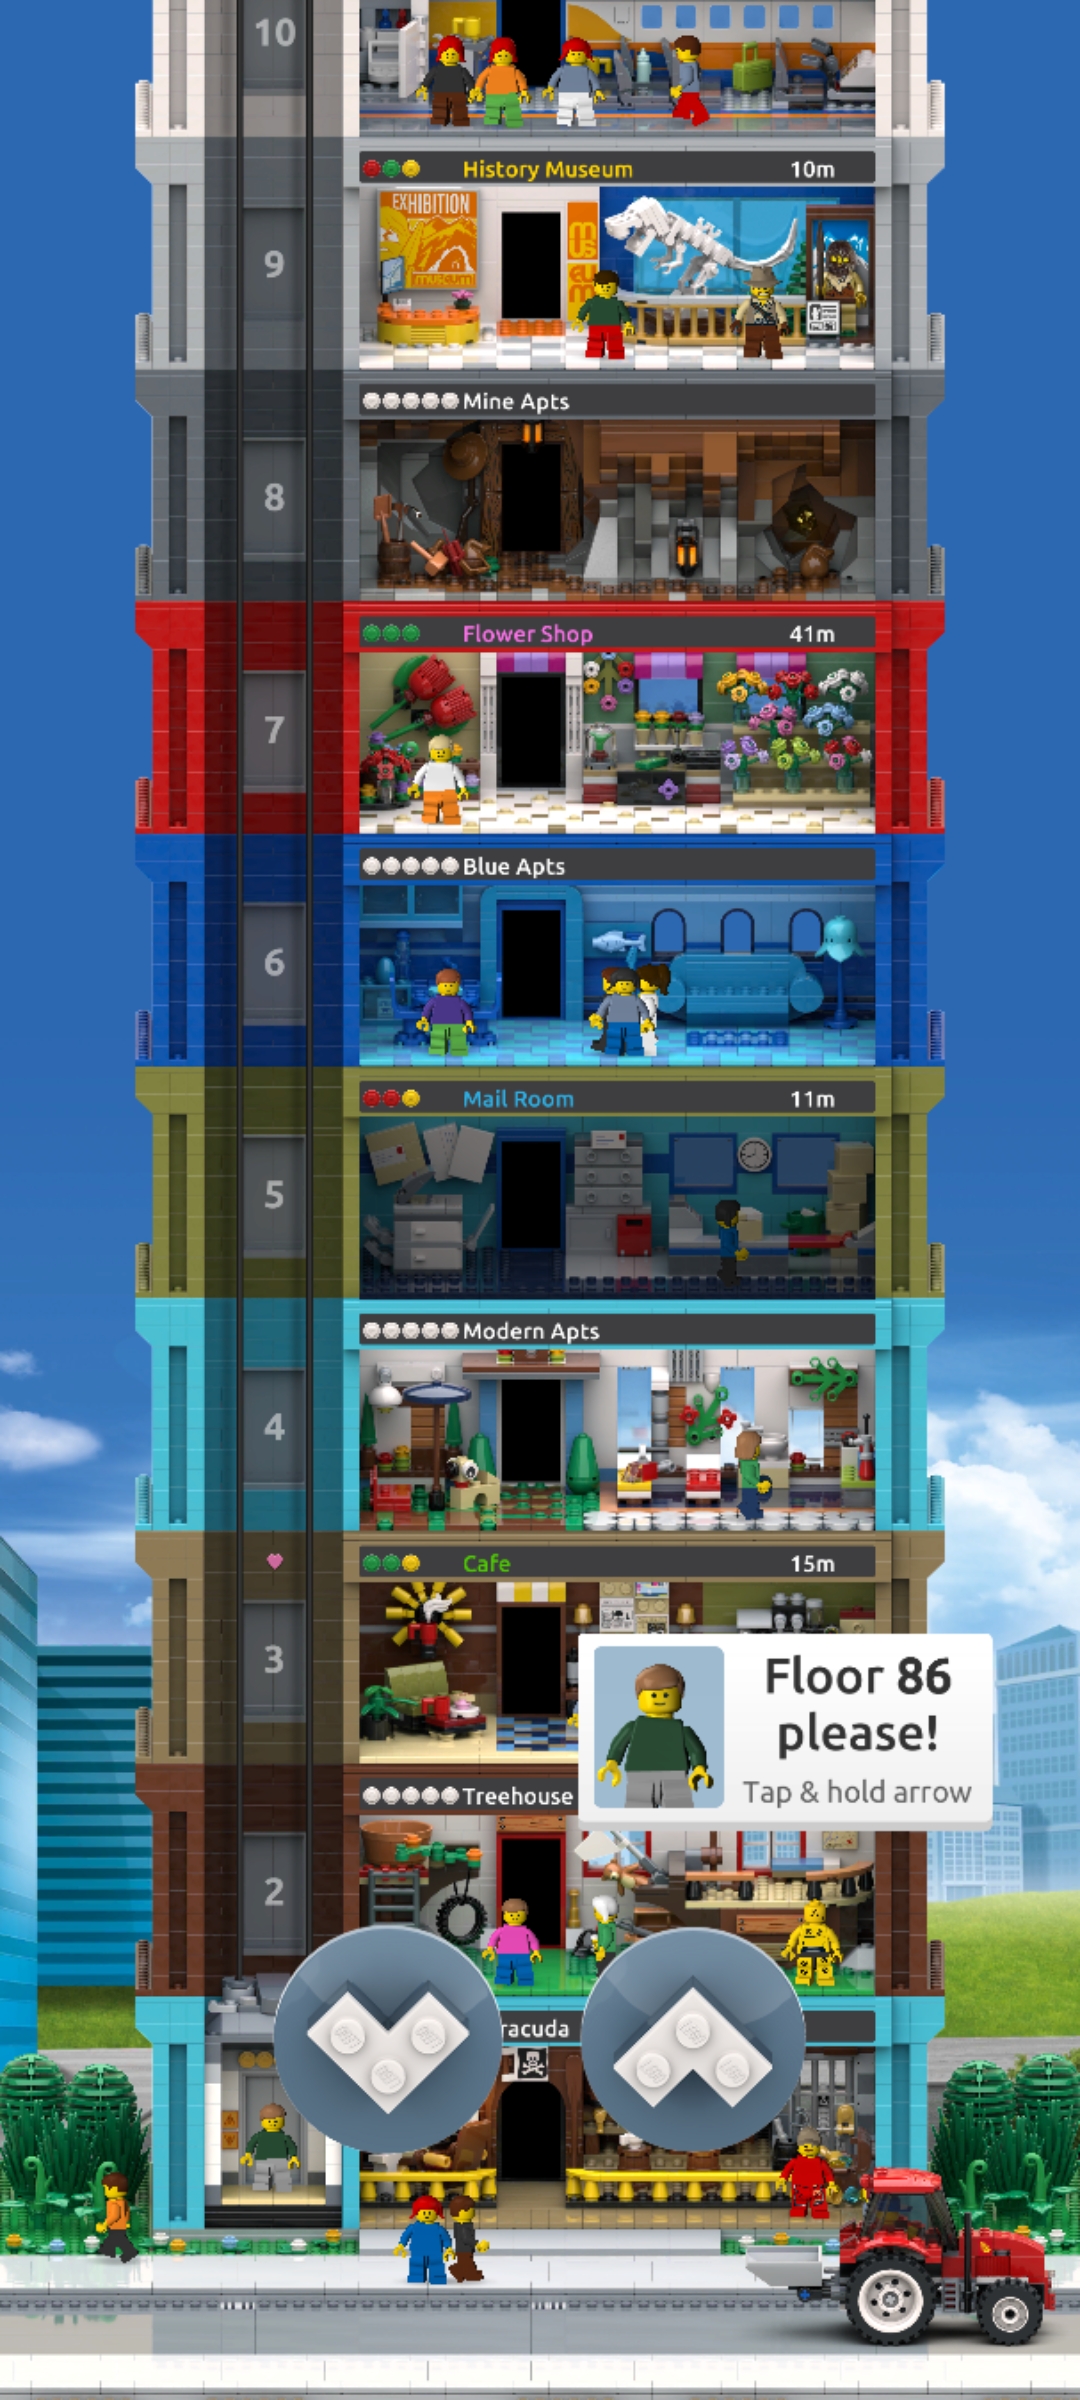 10
History Museum 10m
EXHIBITION
museum
9
Mine Apts
8
Flower Shop 41m
7
Blue Apts
6
Mail Room 11m
5
Modern Apts
4
Cafe 15m
3
Floor 86
please!
Tap & hold arrow
Treehouse
2
racuda